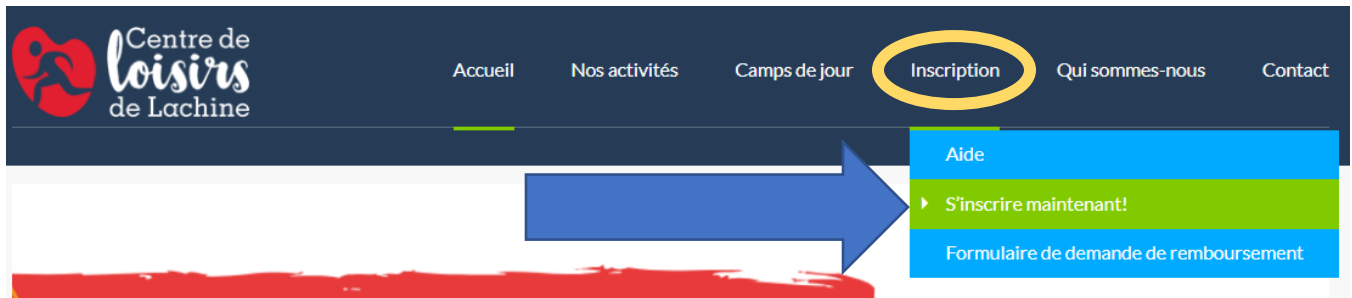 Centre de
loisirs
de Lachine
Accueil Nos activités Camps de jour Inscription Qui sommes-nous Contact
Aide
S'inscrire maintenant!
Formulaire de demande de remboursement